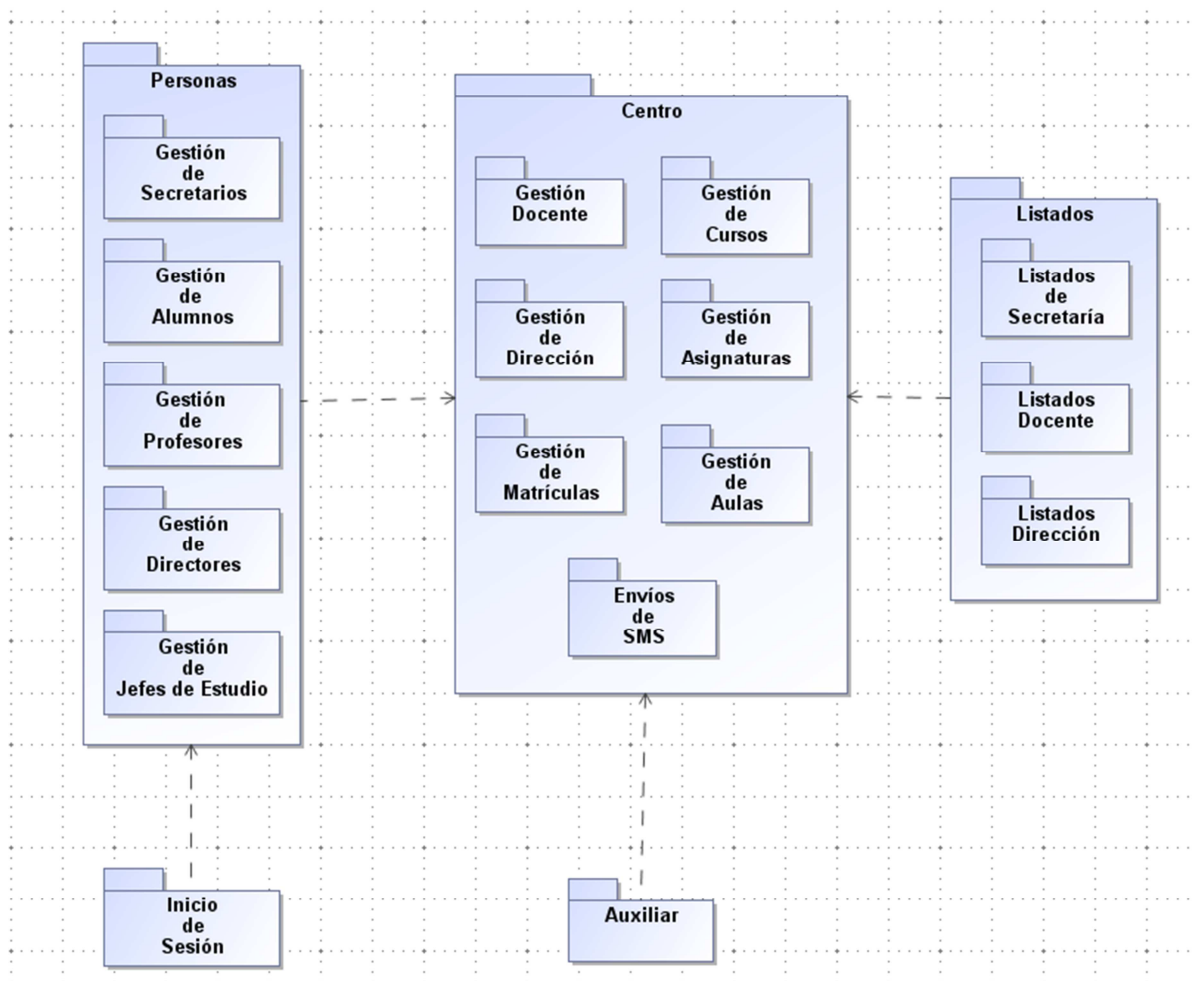 Personas
Gestión
de
Secretarios
Gestión
de
Alumnos
Gestión
de
Profesores
Gestión
de
Directores
Gestión
de
Jefes de Estudio
Centro
Gestión
Docente
Gestión
de
Cursos
Gestión
de
Dirección
Gestión
de
Asignaturas
Gestión
de
Matrículas
Gestión
de
Aulas
Envíos
de
SMS
Listados
Listados
de
Secretaría
Listados
Docente
Listados
Dirección
Inicio
de
Sesión
Auxiliar